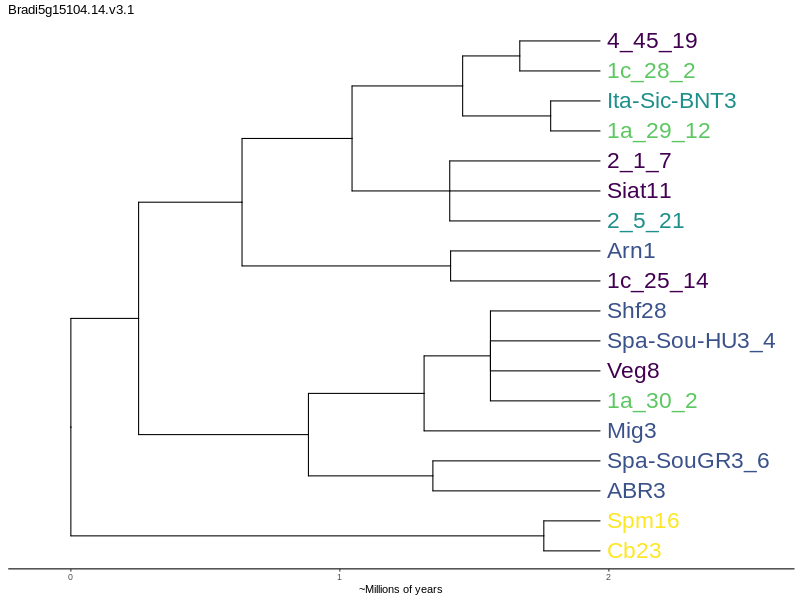 Bradi5g15104.14.v3.1
4_45_19
1c_28_2
Ita-Sic-BNT3
1a_29_12
2_1_7
Siat11
2_5_21
Arn1
1c_25_14
Shf28
Spa-Sou-HU3_4
Veg8
1a_30_2
Mig3
Spa-SouGR3_6
ABR3
Spm16
Cb23
0 1 2
~Millions of years